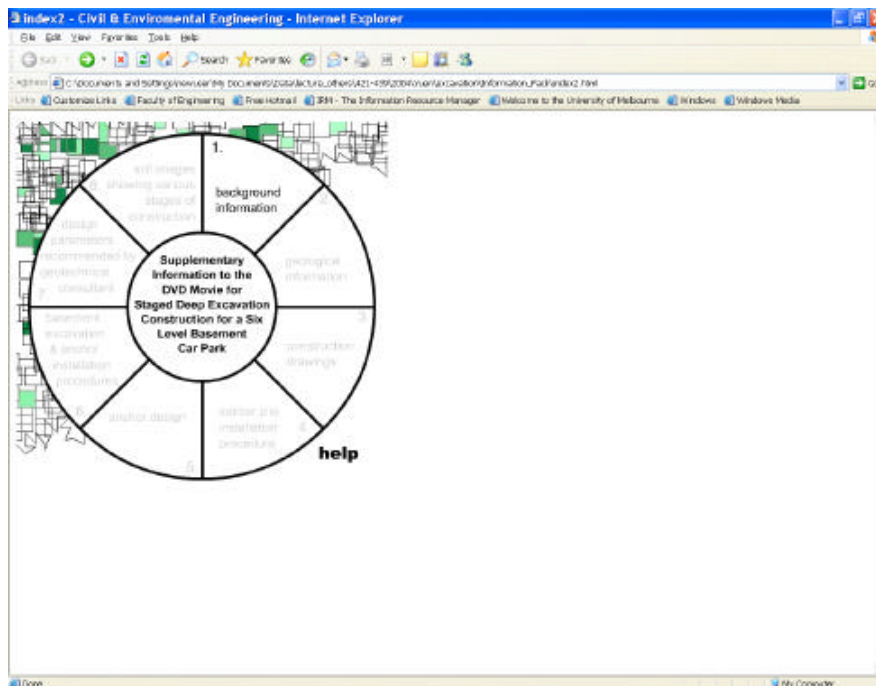 index2 - Civil & Enviromental Engineering - Internet Explorer
File Edit View Favorites Tools Help
Search Favorites
Address
Links Customize Links Faculty of Engineering Free Hotmail IRM - The Information Resource Manager Welcome to the University of Melbourne Windows Windows Media
1.
background
information
2.
geological
information
3.
construction
drawings
4.
installation
procedure
5.
anchor design
6.
basement
excavation
& anchor
installation
procedures
7.
design
parameters
recommended by
geotechnical
consultant
8.
still images
showing various
stages of
construction
Supplementary
Information to the
DVD Movie for
Staged Deep Excavation
Construction for a Six
Level Basement
Car Park
help
Done
My Computer